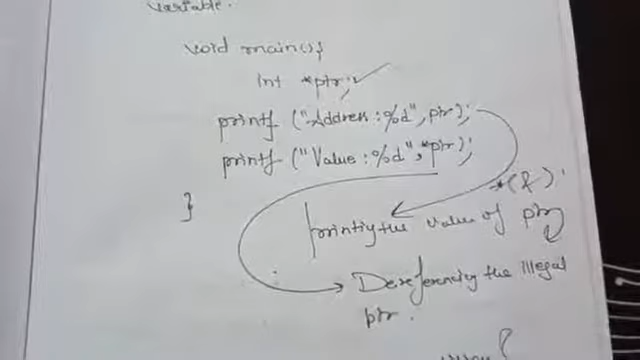 variable.
void main(){
int *ptr;
printf ("Address:%d", ptr);
printf ("Value:%d", *ptr);
*(&)
}
printing the value of ptr
Dereferencing the illegal
ptr.